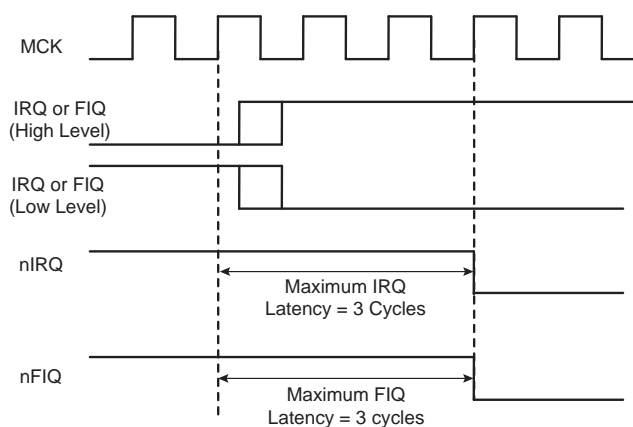 MCK
IRQ or FIQ
(High Level)
IRQ or FIQ
(Low Level)
nIRQ
Maximum IRQ
Latency = 3 Cycles
nFIQ
Maximum FIQ
Latency = 3 cycles